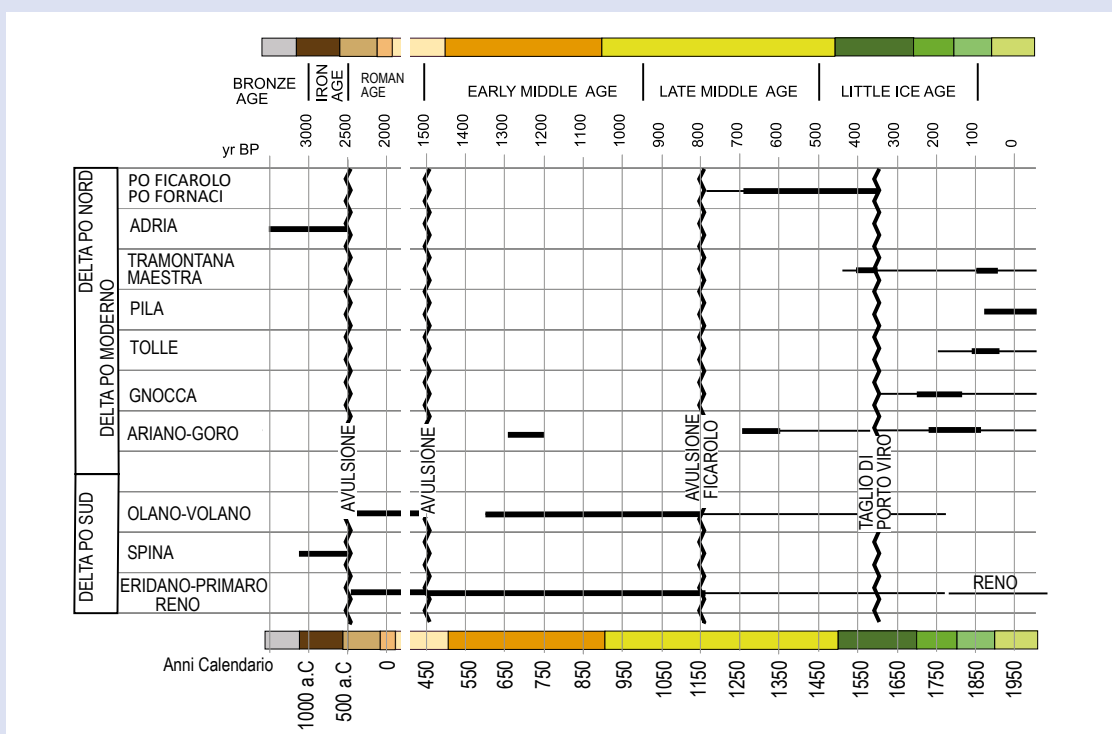 BRONZE AGE
IRON AGE
ROMAN AGE
EARLY MIDDLE AGE
LATE MIDDLE AGE
LITTLE ICE AGE
yr BP
3000 2500 2000 1500 1400 1300 1200 1100 1000 900 800 700 600 500 400 300 200 100 0
DELTA PO NORD
DELTA PO MODERNO
PO FICAROLO
PO FORNACI
ADRIA
TRAMONTANA
MAESTRA
PILA
TOLLE
GNOCCA
ARIANO-GORO
DELTA PO SUD
OLANO-VOLANO
SPINA
ERIDANO-PRIMARO
RENO
AVULSIONE
AVULSIONE
AVULSIONE
FICAROLO
TAGLIO DI
PORTO VIRO
RENO
Anni Calendario
1000 a.C 500 a.C 0 450 550 650 750 850 950 1050 1150 1250 1350 1450 1550 1650 1750 1850 1950